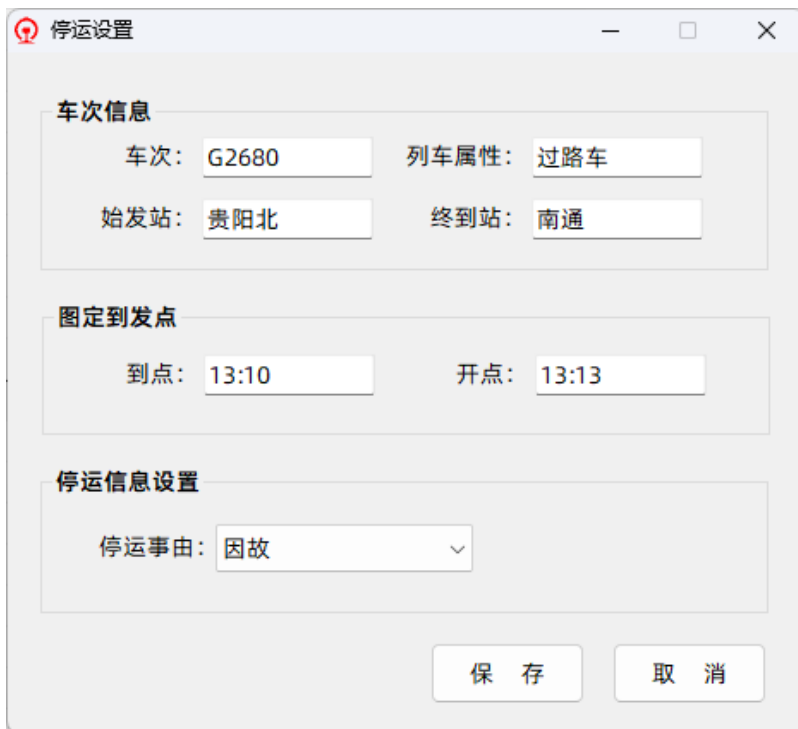 停运设置
车次信息
车次： G2680 列车属性： 过路车
始发站： 贵阳北 终到站： 南通
图定到发点
到点： 13:10 开点： 13:13
停运信息设置
停运事由： 因故
保 存 取 消